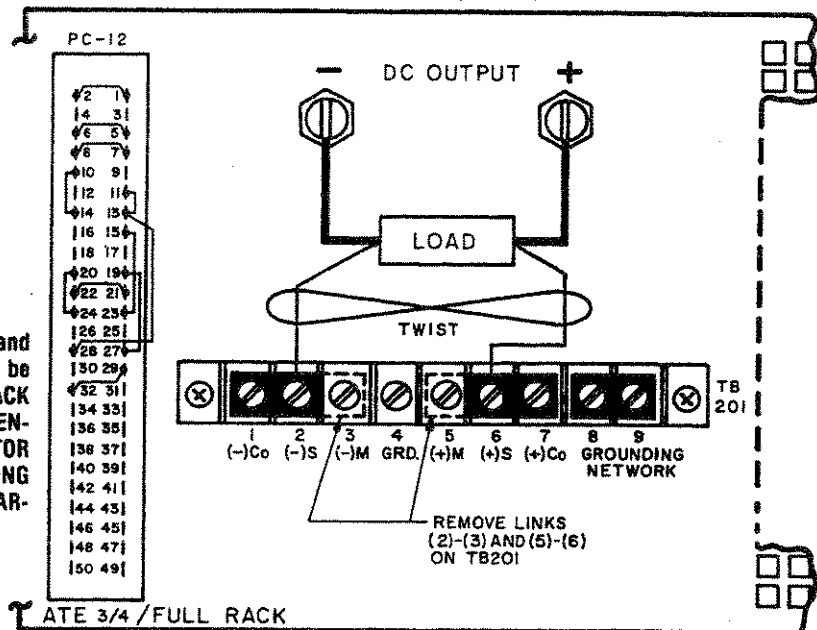 PC-12
− DC OUTPUT +
2 1
4 3
6 5
8 7
10 9
12 11
14 13
16 15
18 17
20 19
22 21
24 23
26 25
28 27
30 29
32 31
34 33
36 35
38 37
40 39
42 41
44 43
46 45
48 47
50 49
LOAD
TWIST
and
be
ACK
EN-
TOR
NG
AR-
TB
201
1 2 3 4 5 6 7 8 9
(-)Co (-)S (-)M GRD. (+)M (+)S (+)Co GROUNDING
NETWORK
REMOVE LINKS
(2)-(3) AND (5)-(6)
ON TB201
ATE 3/4 / FULL RACK